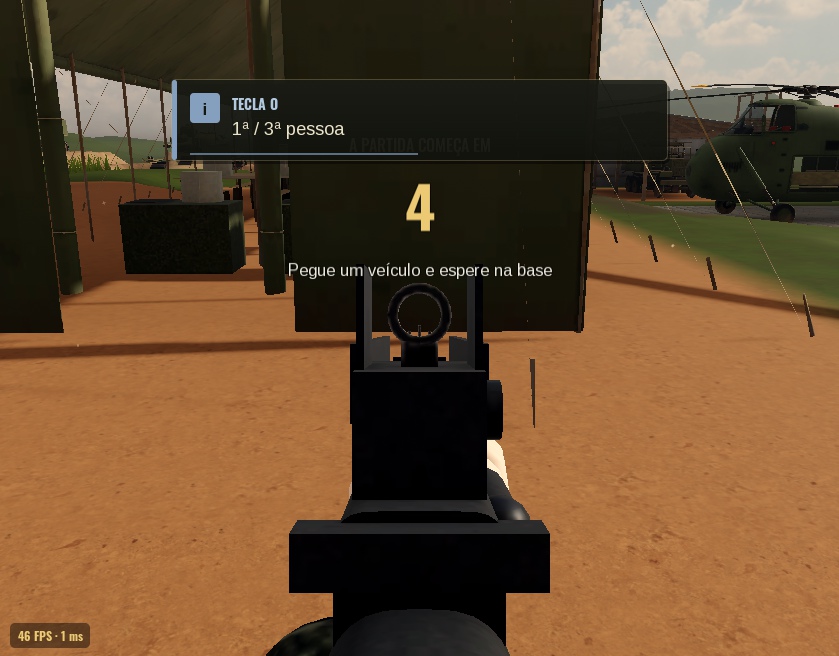 i
TECLA O
1ª / 3ª pessoa
A PARTIDA COMEÇA EM
4
Pegue um veículo e espere na base
46 FPS · 1 ms